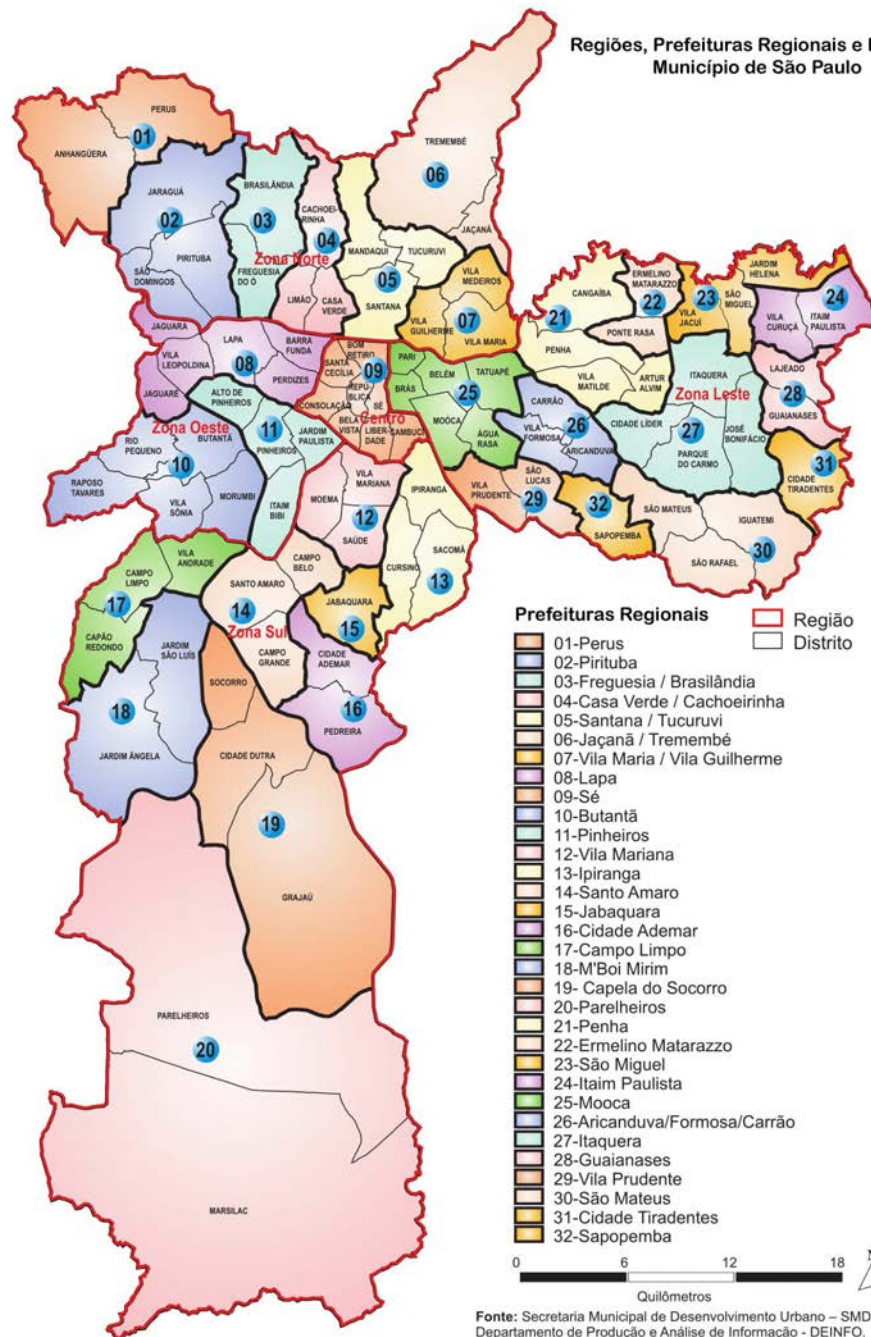 Regiões, Prefeituras Regionais e
Município de São Paulo
PERUS
ANHANGÜERA
01
TREMEMBÉ
06
JAÇANÃ
JARAGUÁ
02
PIRITUBA
SÃO
DOMINGOS
BRASILÂNDIA
03
Zona Norte
FREGUESIA
DO Ó
CACHOEI-
RINHA
04
LIMÃO
CASA
VERDE
MANDAQUI
TUCURUVI
05
SANTANA
VILA
MEDEIROS
07
VILA
GUILHERME
VILA MARIA
CANGAÍBA
21
PENHA
VILA
MATILDE
ARTUR
ALVIM
ERMELINO
MATARAZZO
22
PONTE RASA
JARDIM
HELENA
23
SÃO
MIGUEL
VILA
JACUÍ
24
VILA
CURUÇÁ
ITAIM
PAULISTA
JAGUARÁ
VILA
LEOPOLDINA
LAPA
08
BARRA
FUNDA
PERDIZES
JAGUARÉ
BOM
RETIRO
09
SANTA
CECÍLIA
REPÚ-
BLICA
SÉ
CONSOLAÇÃO
Centro
BELA
VISTA
LIBER-
DADE
CAMBUCI
PARI
BRÁS
BELÉM
TATUAPÉ
25
MOÓCA
ÁGUA
RASA
CARRÃO
26
VILA
FORMOSA
ARICANDUVA
ITAQUERA
Zona Leste
CIDADE LÍDER
27
PARQUE
DO CARMO
JOSÉ
BONIFÁCIO
LAJEADO
28
GUAIANASES
31
CIDADE
TIRADENTES
ALTO DE
PINHEIROS
11
PINHEIROS
JARDIM
PAULISTA
ITAIM
BIBI
Zona Oeste
BUTANTÃ
RIO
PEQUENO
10
RAPOSO
TAVARES
VILA
SÔNIA
MORUMBI
VILA
MARIANA
MOEMA
12
SAÚDE
IPIRANGA
SACOMÃ
CURSINO
13
VILA
PRUDENTE
SÃO
LUCAS
29
32
SAPOPEMBA
SÃO MATEUS
IGUATEMI
30
SÃO RAFAEL
VILA
ANDRADE
CAMPO
LIMPO
17
CAPÃO
REDONDO
CAMPO
BELO
SANTO AMARO
14
Zona Sul
CAMPO
GRANDE
JABAQUARA
15
CIDADE
ADEMAR
16
PEDREIRA
JARDIM
SÃO LUÍS
18
JARDIM ÂNGELA
SOCORRO
CIDADE DUTRA
19
GRAJAÚ
PARELHEIROS
20
MARSILAC
Prefeituras Regionais
Região
Distrito
01-Perus
02-Pirituba
03-Freguesia / Brasilândia
04-Casa Verde / Cachoeirinha
05-Santana / Tucuruvi
06-Jaçanã / Tremembé
07-Vila Maria / Vila Guilherme
08-Lapa
09-Sé
10-Butantã
11-Pinheiros
12-Vila Mariana
13-Ipiranga
14-Santo Amaro
15-Jabaquara
16-Cidade Ademar
17-Campo Limpo
18-M'Boi Mirim
19- Capela do Socorro
20-Parelheiros
21-Penha
22-Ermelino Matarazzo
23-São Miguel
24-Itaim Paulista
25-Mooca
26-Aricanduva/Formosa/Carrão
27-Itaquera
28-Guaianases
29-Vila Prudente
30-São Mateus
31-Cidade Tiradentes
32-Sapopemba
0 6 12 18
Quilômetros
Fonte: Secretaria Municipal de Desenvolvimento Urbano – SMD
Departamento de Produção e Análise de Informação - DEINFO.